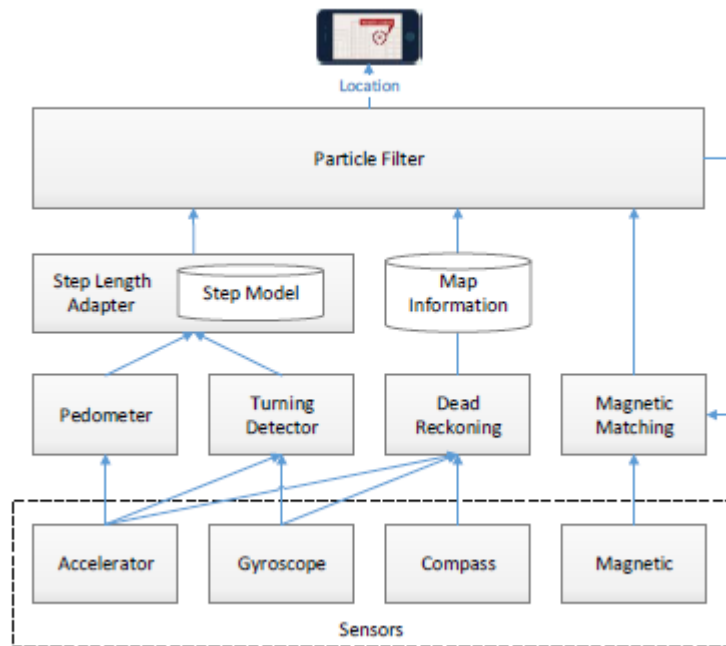 Location
Particle Filter
Step Length
Adapter
Step Model
Map
Information
Pedometer
Turning
Detector
Dead
Reckoning
Magnetic
Matching
Accelerator
Gyroscope
Compass
Magnetic
Sensors